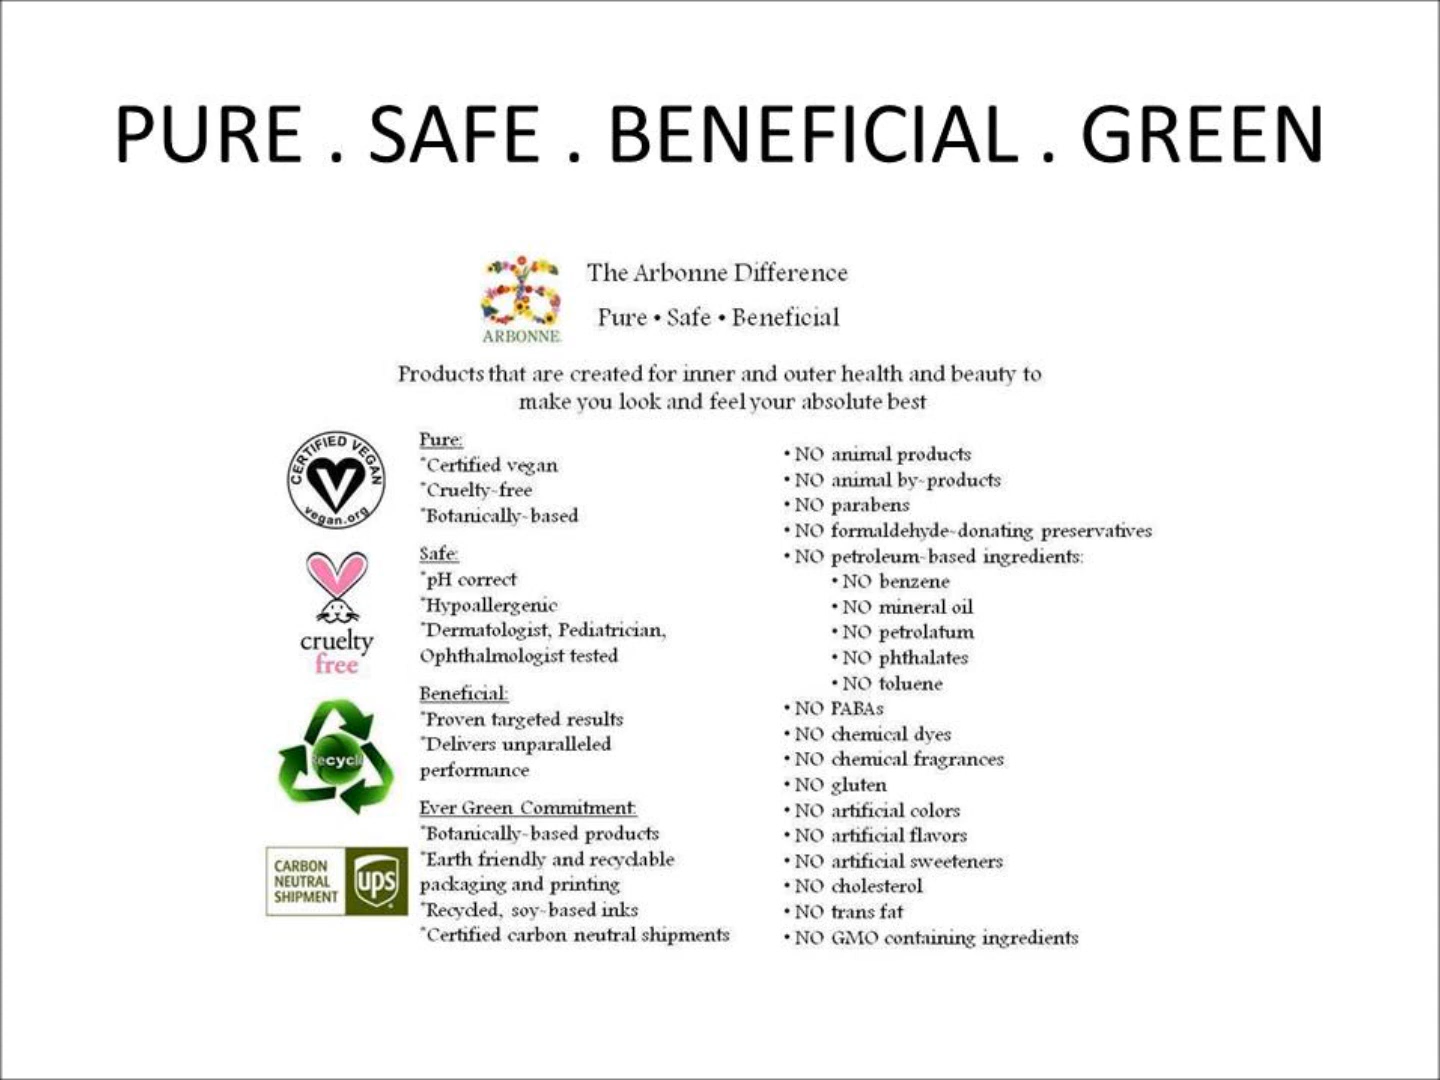 PURE . SAFE . BENEFICIAL . GREEN
ARBONNE
The Arbonne Difference
Pure • Safe • Beneficial
Products that are created for inner and outer health and beauty to
make you look and feel your absolute best
CERTIFIED VEGAN
vegan.org
cruelty
free
Recycle
CARBON
NEUTRAL
SHIPMENT
ups
Pure:
*Certified vegan
*Cruelty-free
*Botanically-based
Safe:
*pH correct
*Hypoallergenic
*Dermatologist, Pediatrician,
Ophthalmologist tested
Beneficial:
*Proven targeted results
*Delivers unparalleled
performance
Ever Green Commitment:
*Botanically-based products
*Earth friendly and recyclable
packaging and printing
*Recycled, soy-based inks
*Certified carbon neutral shipments
• NO animal products
• NO animal by-products
• NO parabens
• NO formaldehyde-donating preservatives
• NO petroleum-based ingredients:
• NO benzene
• NO mineral oil
• NO petrolatum
• NO phthalates
• NO toluene
• NO PABAs
• NO chemical dyes
• NO chemical fragrances
• NO gluten
• NO artificial colors
• NO artificial flavors
• NO artificial sweeteners
• NO cholesterol
• NO trans fat
• NO GMO containing ingredients